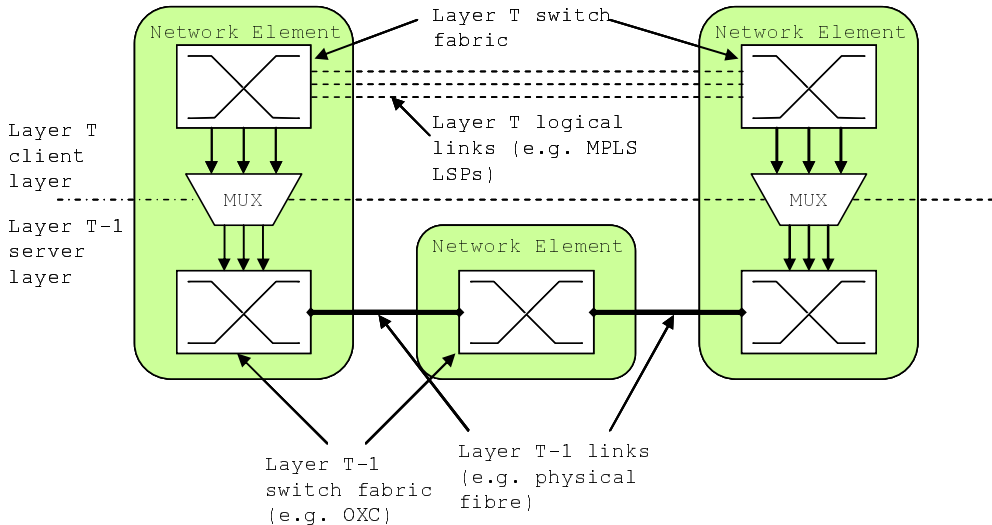 Layer T switch
fabric
Network Element
Network Element
Layer T logical
links (e.g. MPLS
LSPs)
Layer T
client
layer
MUX
MUX
Layer T-1
server
layer
Network Element
Layer T-1
switch fabric
(e.g. OXC)
Layer T-1 links
(e.g. physical
fibre)